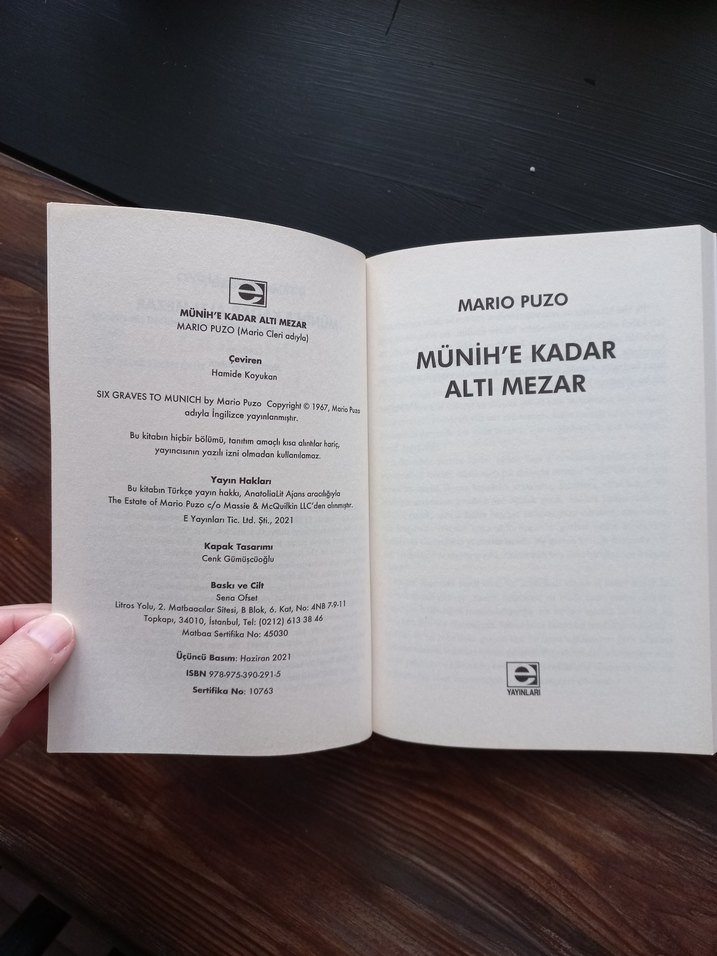 e
MÜNİH'E KADAR ALTI MEZAR
MARIO PUZO (Mario Cleri adıyla)
Çeviren
Hamide Koyukan
SIX GRAVES TO MUNICH by Mario Puzo Copyright © 1967, Mario Puzo
adıyla İngilizce yayınlanmıştır.
Bu kitabın hiçbir bölümü, tanıtım amaçlı kısa alıntılar hariç,
yayıncısının yazılı izni olmadan kullanılamaz.
Yayın Hakları
Bu kitabın Türkçe yayın hakkı, AnatoliaLit Ajans aracılığıyla
The Estate of Mario Puzo c/o Massie & McQuilkin LLC'den alınmıştır.
E Yayınları Tic. Ltd. Şti., 2021
Kapak Tasarımı
Cenk Gümüşcüoğlu
Baskı ve Cilt
Sena Ofset
Litros Yolu, 2. Matbaacılar Sitesi, B Blok, 6. Kat, No: 4NB 7-9-11
Topkapı, 34010, İstanbul, Tel: (0212) 613 38 46
Matbaa Sertifika No: 45030
Üçüncü Basım: Haziran 2021
ISBN 978-975-390-291-5
Sertifika No: 10763
MARIO PUZO
MÜNİH'E KADAR
ALTI MEZAR
e
YAYINLARI